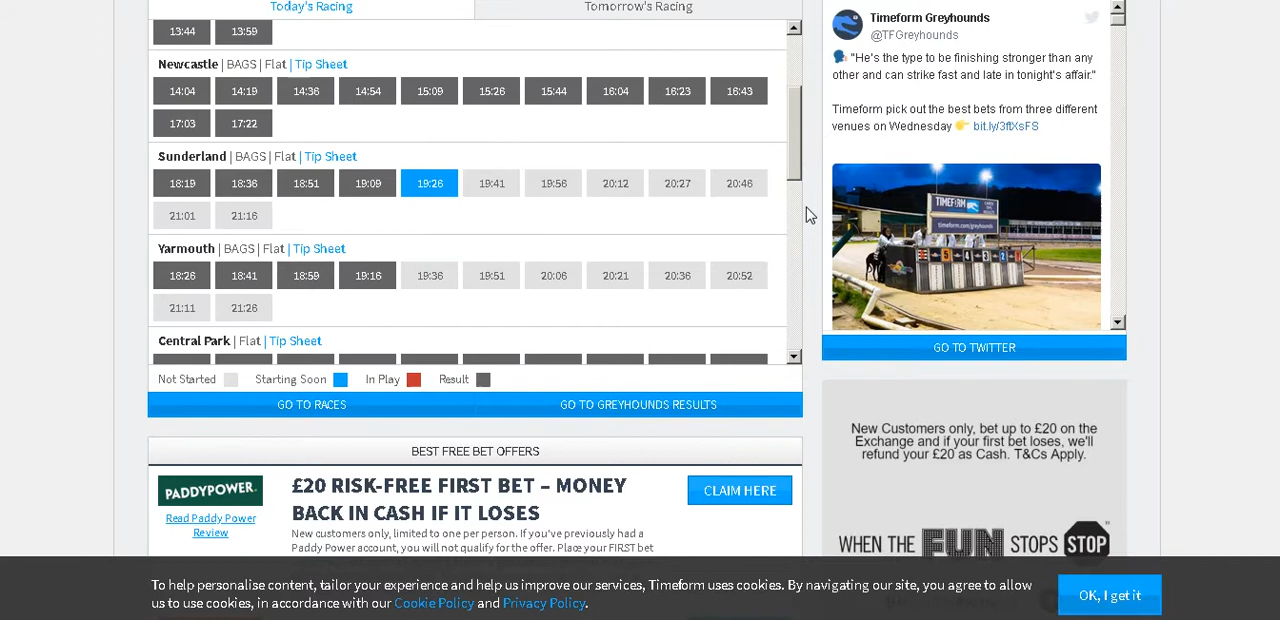 Today's Racing
Tomorrow's Racing
13:44 13:59
Newcastle | BAGS | Flat | Tip Sheet
14:04 14:19 14:36 14:54 15:09 15:26 15:44 16:04 16:23 16:43
17:03 17:22
Sunderland | BAGS | Flat | Tip Sheet
18:19 18:36 18:51 19:09 19:26 19:41 19:56 20:12 20:27 20:46
21:01 21:16
Yarmouth | BAGS | Flat | Tip Sheet
18:26 18:41 18:59 19:16 19:36 19:51 20:06 20:21 20:36 20:52
21:11 21:26
Central Park | Flat | Tip Sheet
Not Started Starting Soon In Play Result
GO TO RACES GO TO GREYHOUNDS RESULTS
BEST FREE BET OFFERS
PADDYPOWER.
Read Paddy Power
Review
£20 RISK-FREE FIRST BET – MONEY
BACK IN CASH IF IT LOSES
New customers only, limited to one per person. If you've previously had a
Paddy Power account, you will not qualify for the offer. Place your FIRST bet
CLAIM HERE
Timeform Greyhounds
@TFGreyhounds
"He's the type to be finishing stronger than any
other and can strike fast and late in tonight's affair."
Timeform pick out the best bets from three different
venues on Wednesday 👉 bit.ly/3ftXsFS
TIMEFORM
timeform.com/greyhounds
GO TO TWITTER
New Customers only, bet up to £20 on the
Exchange and if your first bet loses, we'll
refund your £20 as Cash. T&Cs Apply.
WHEN THE FUN STOPS STOP
To help personalise content, tailor your experience and help us improve our services, Timeform uses cookies. By navigating our site, you agree to allow
us to use cookies, in accordance with our Cookie Policy and Privacy Policy.
OK, I get it